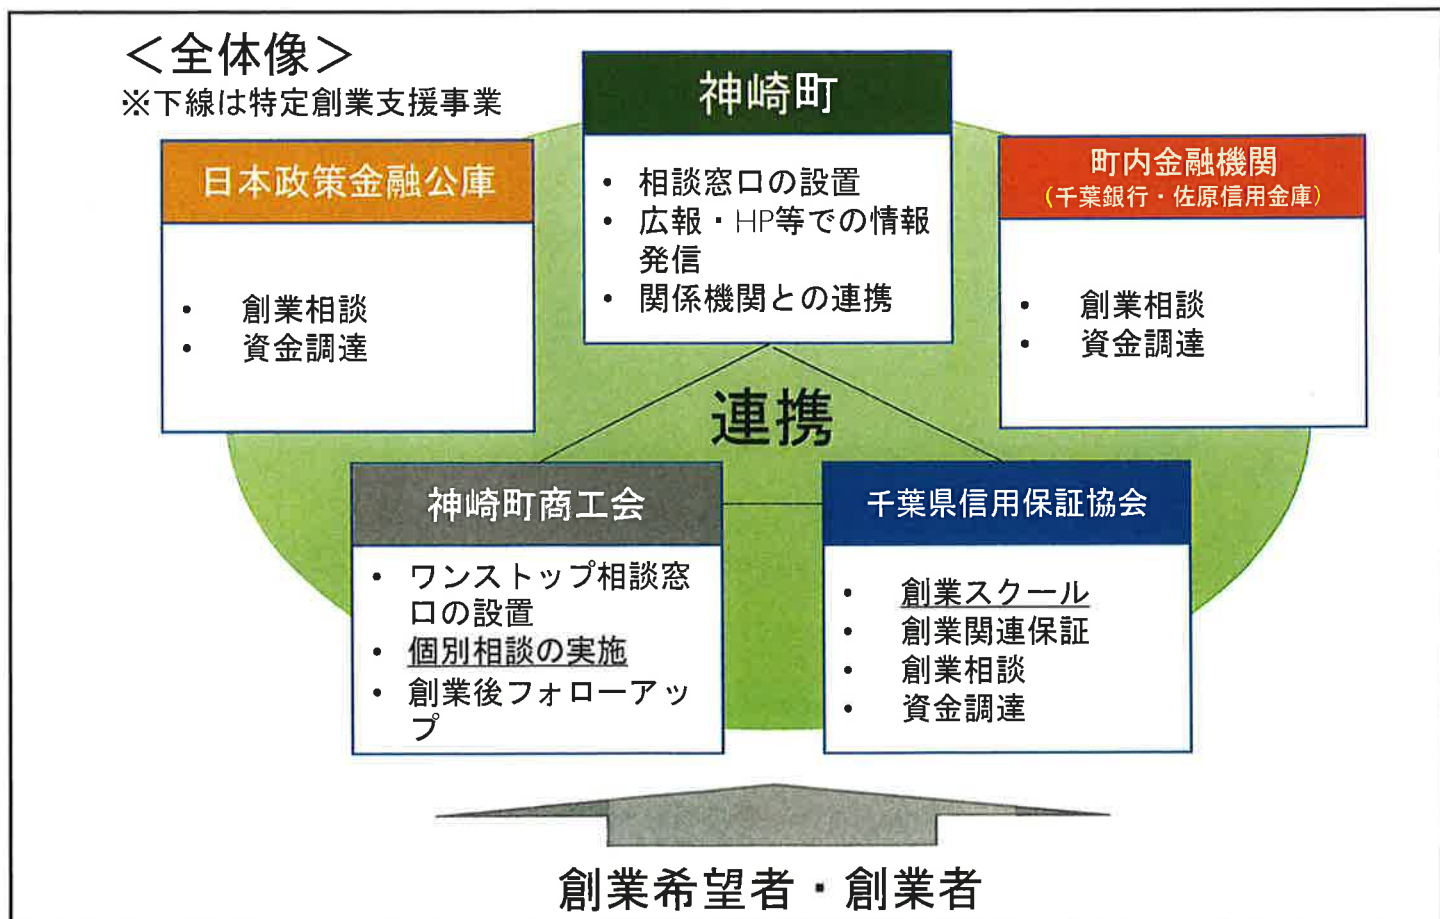 ＜全体像＞
※下線は特定創業支援事業
神崎町
・ 相談窓口の設置
・ 広報・HP等での情報
発信
・ 関係機関との連携
日本政策金融公庫
・ 創業相談
・ 資金調達
町内金融機関
（千葉銀行・佐原信用金庫）
・ 創業相談
・ 資金調達
連携
神崎町商工会
・ ワンストップ相談窓
口の設置
・ 個別相談の実施
・ 創業後フォローアッ
プ
千葉県信用保証協会
・ 創業スクール
・ 創業関連保証
・ 創業相談
・ 資金調達
創業希望者・創業者